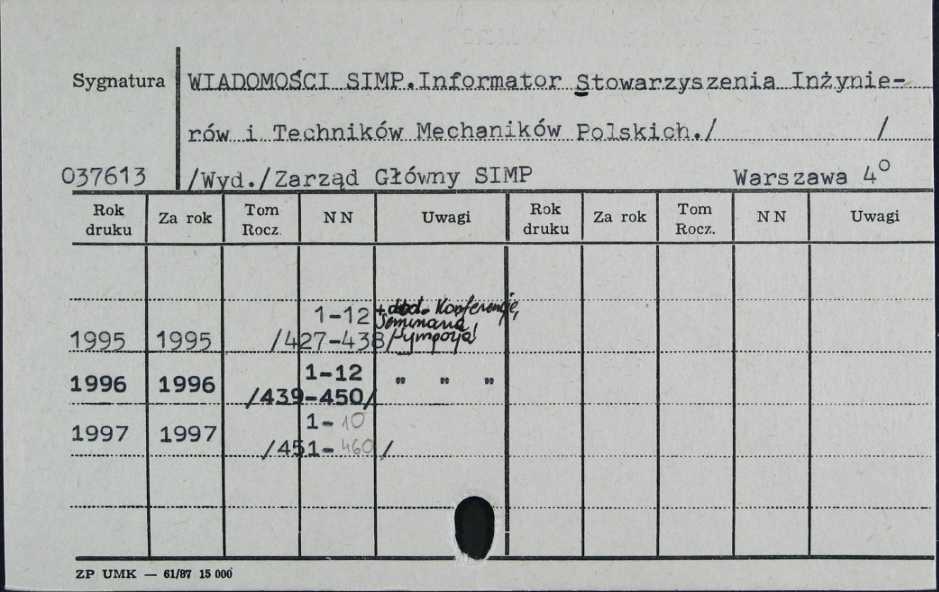 Sygnatura WIADOMOŚCI SIMP.Informator Stowarzyszenia Inżynie-
rów i Techników Mechaników Polskich./ /
037613 /Wyd./Zarząd Główny SIMP Warszawa 4°
Rok druku Za rok Tom Rocz. N N Uwagi Rok druku Za rok Tom Rocz. N N Uwagi
1-12 + dod. Konferencje,
Seminaria
1995 1995 /427-438/ Sympozja!
1-12
1996 1996 /439-450/ " " "
1-10
1997 1997 /451-460/
ZP UMK — 61/87 15 000